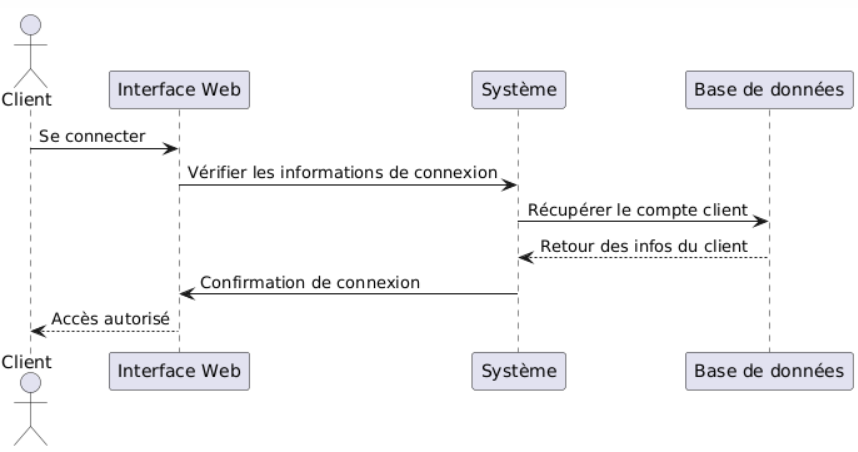 Client
Interface Web
Système
Base de données
Se connecter
Vérifier les informations de connexion
Récupérer le compte client
Retour des infos du client
Confirmation de connexion
Accès autorisé
Client
Interface Web
Système
Base de données